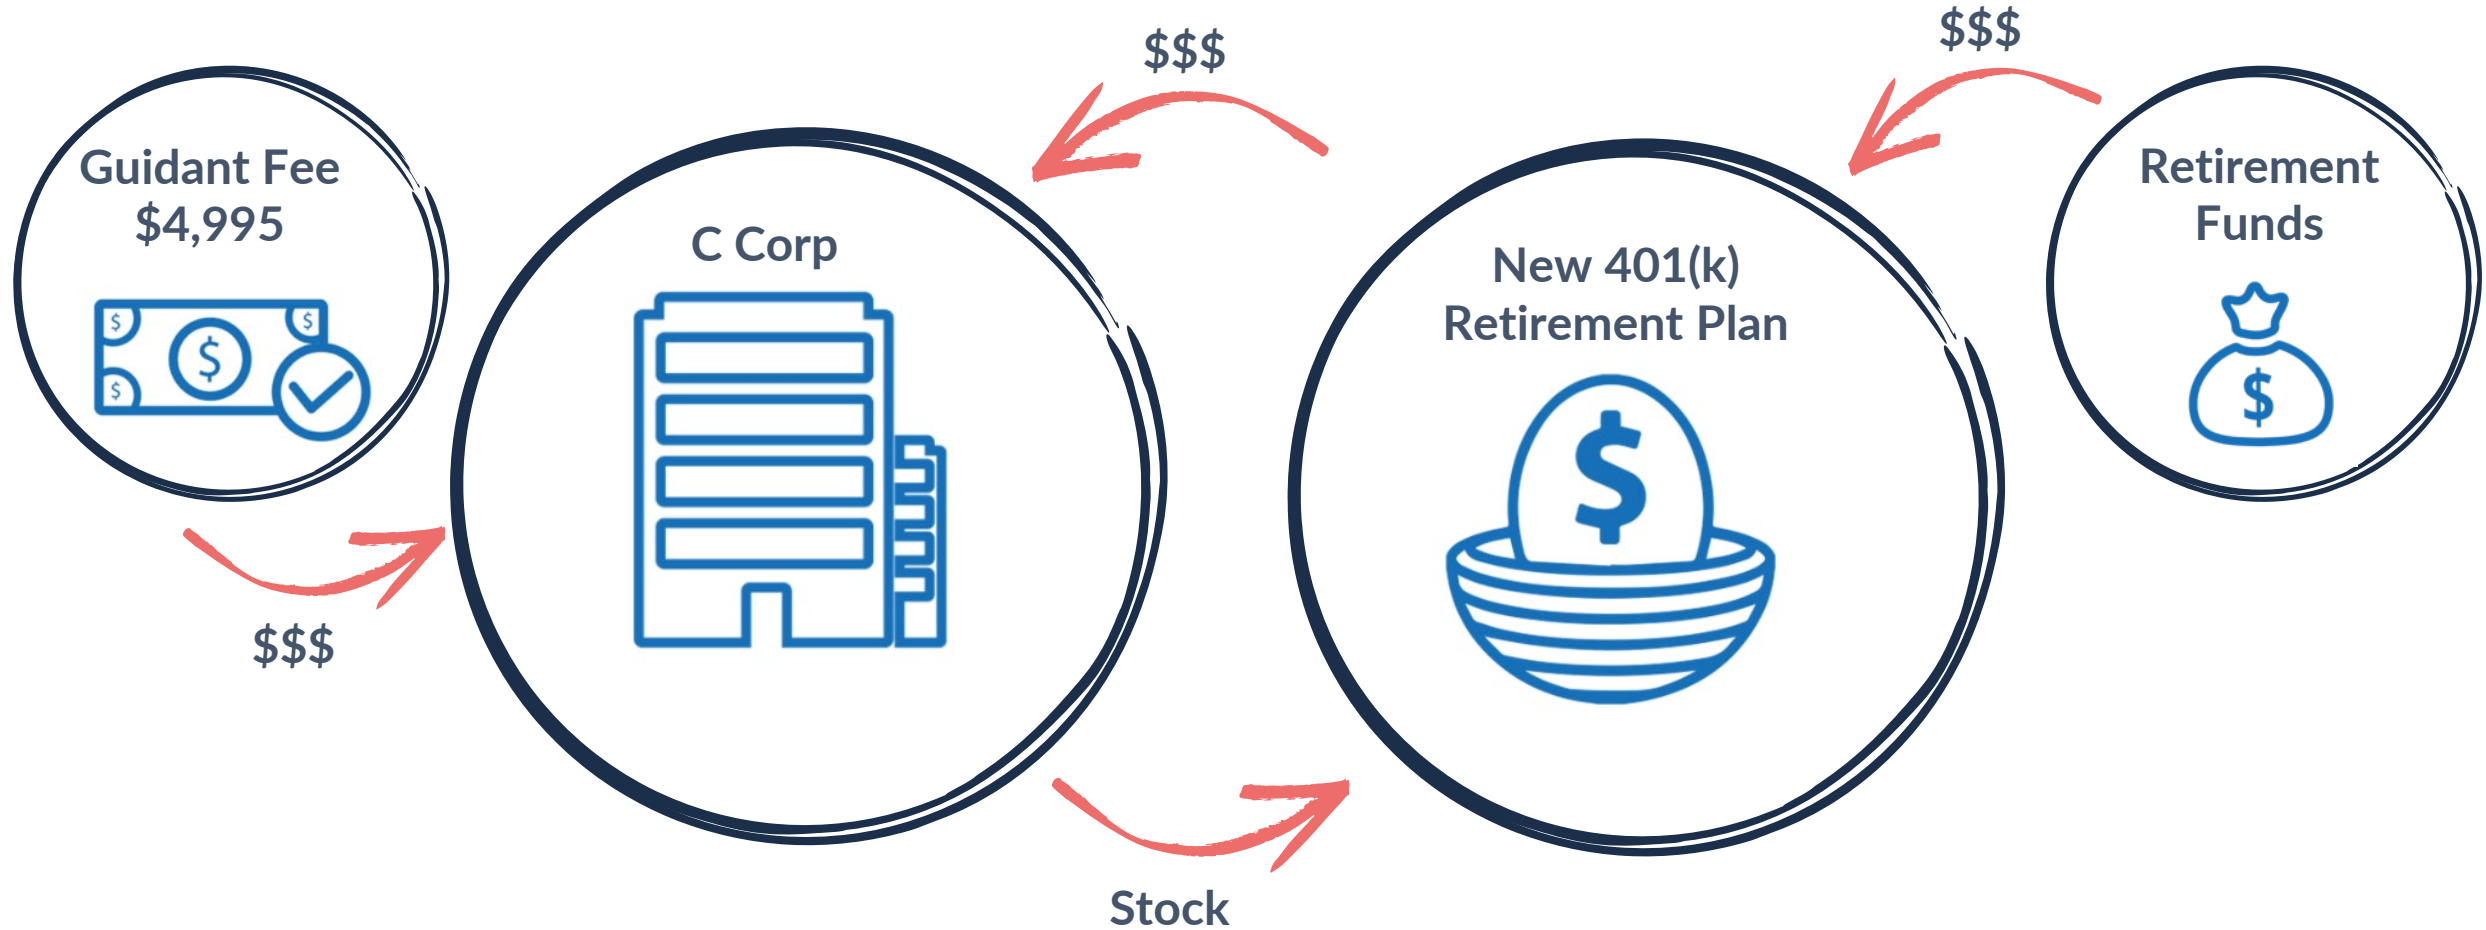 $$$
$$$
Guidant Fee
$4,995
$
$
$
$
$$$
C Corp
New 401(k)
Retirement Plan
$
Retirement
Funds
$
Stock